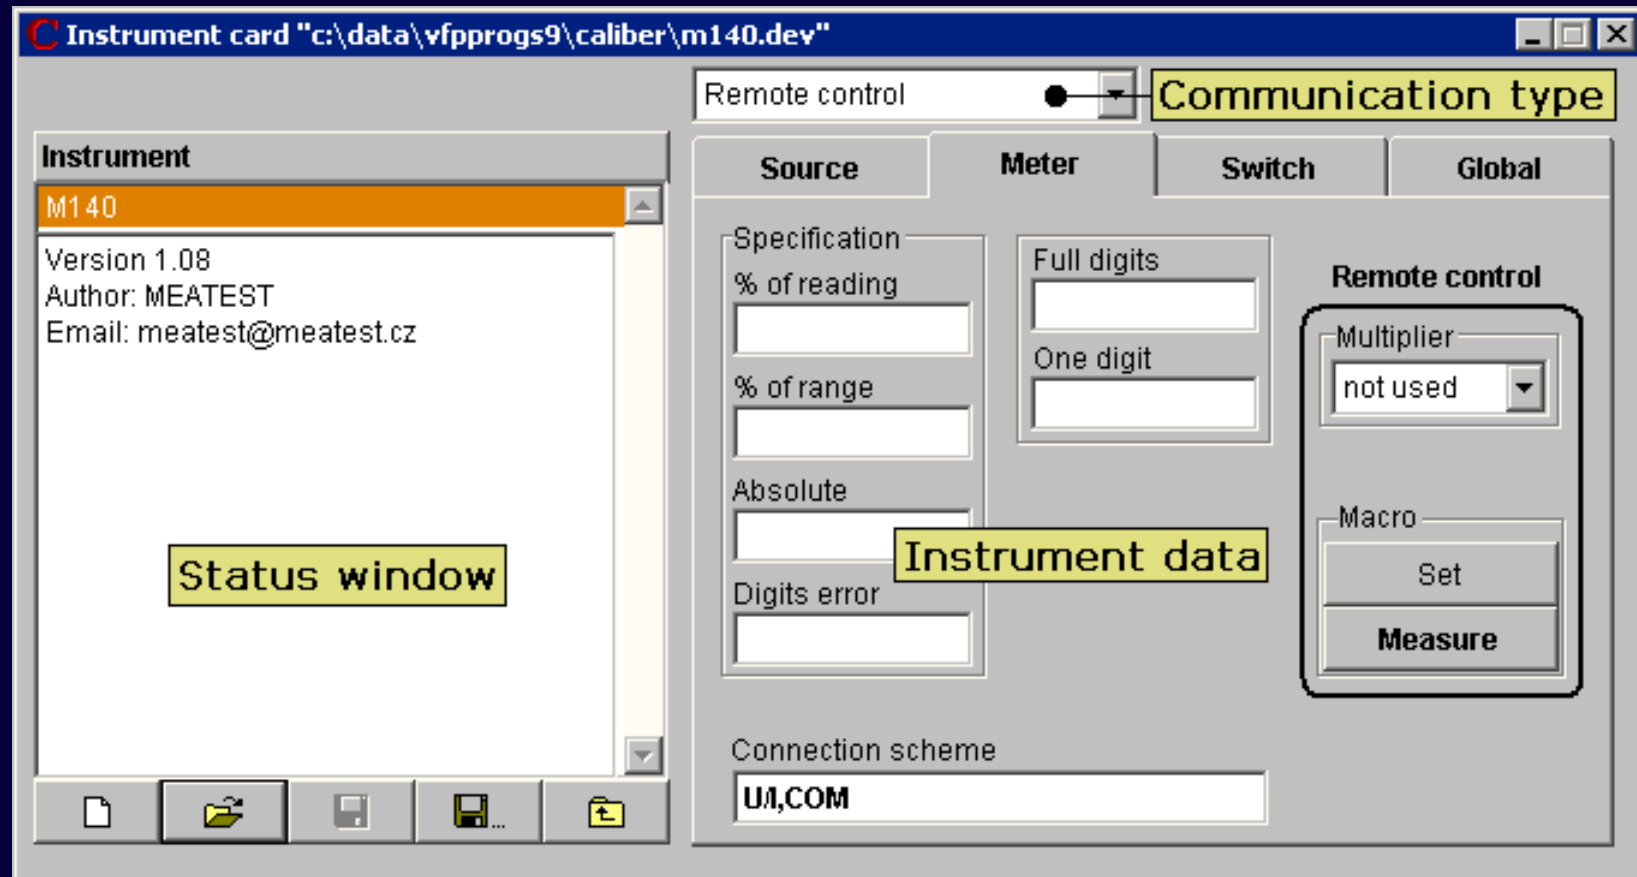 Instrument card "c:\data\vfpprogs9\caliber\m140.dev"
Remote control
Communication type
Instrument
M140
Version 1.08
Author: MEATEST
Email: meatest@meatest.cz
Status window
Source
Meter
Switch
Global
Specification
% of reading
% of range
Absolute
Digits error
Full digits
One digit
Instrument data
Remote control
Multiplier
not used
Macro
Set
Measure
Connection scheme
U/I,COM